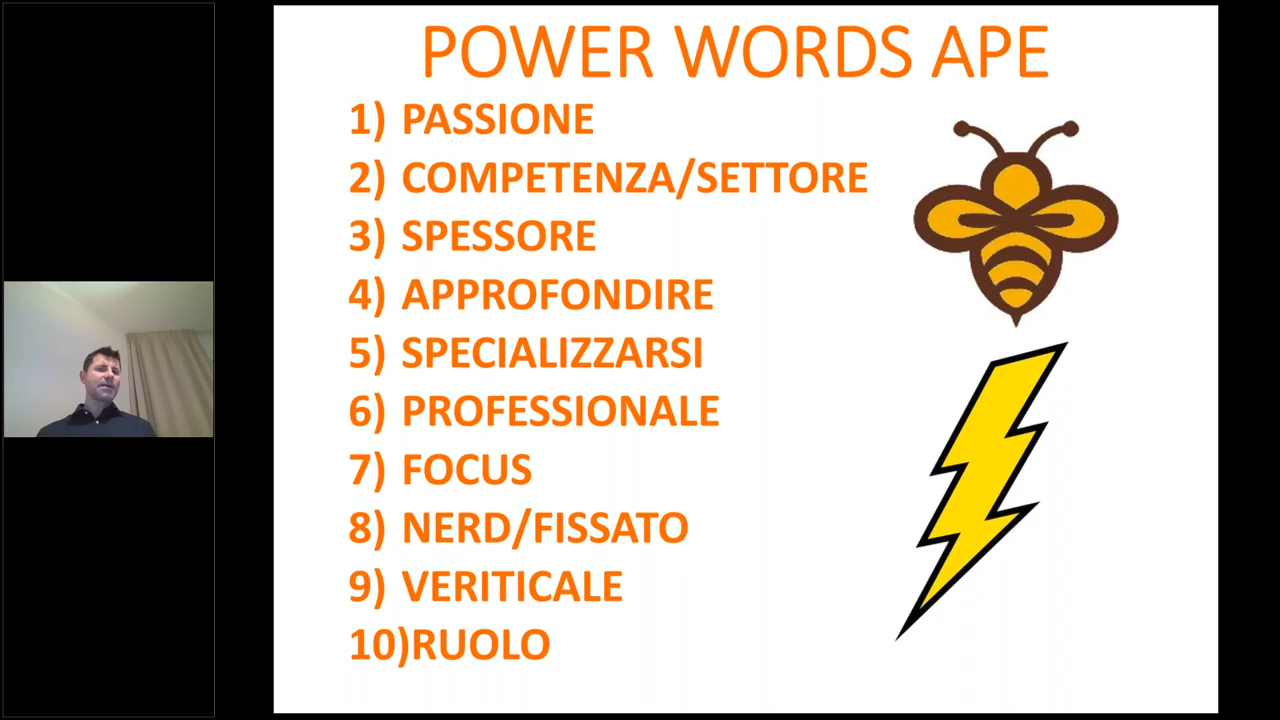 POWER WORDS APE
1) PASSIONE
2) COMPETENZA/SETTORE
3) SPESSORE
4) APPROFONDIRE
5) SPECIALIZZARSI
6) PROFESSIONALE
7) FOCUS
8) NERD/FISSATO
9) VERITICALE
10)RUOLO